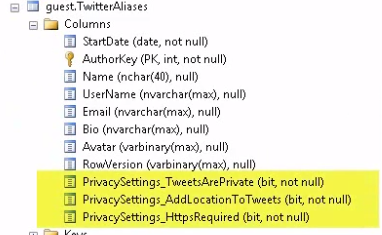 guest.TwitterAliases
Columns
StartDate (date, not null)
AuthorKey (PK, int, not null)
Name (nchar(40), null)
UserName (nvarchar(max), null)
Email (nvarchar(max), null)
Bio (nvarchar(max), null)
Avatar (varbinary(max), null)
RowVersion (varbinary(max), null)
PrivacySettings_TweetsArePrivate (bit, not null)
PrivacySettings_AddLocationToTweets (bit, not null)
PrivacySettings_HttpsRequired (bit, not null)